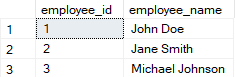 employee_id employee_name
1 1 John Doe
2 2 Jane Smith
3 3 Michael Johnson